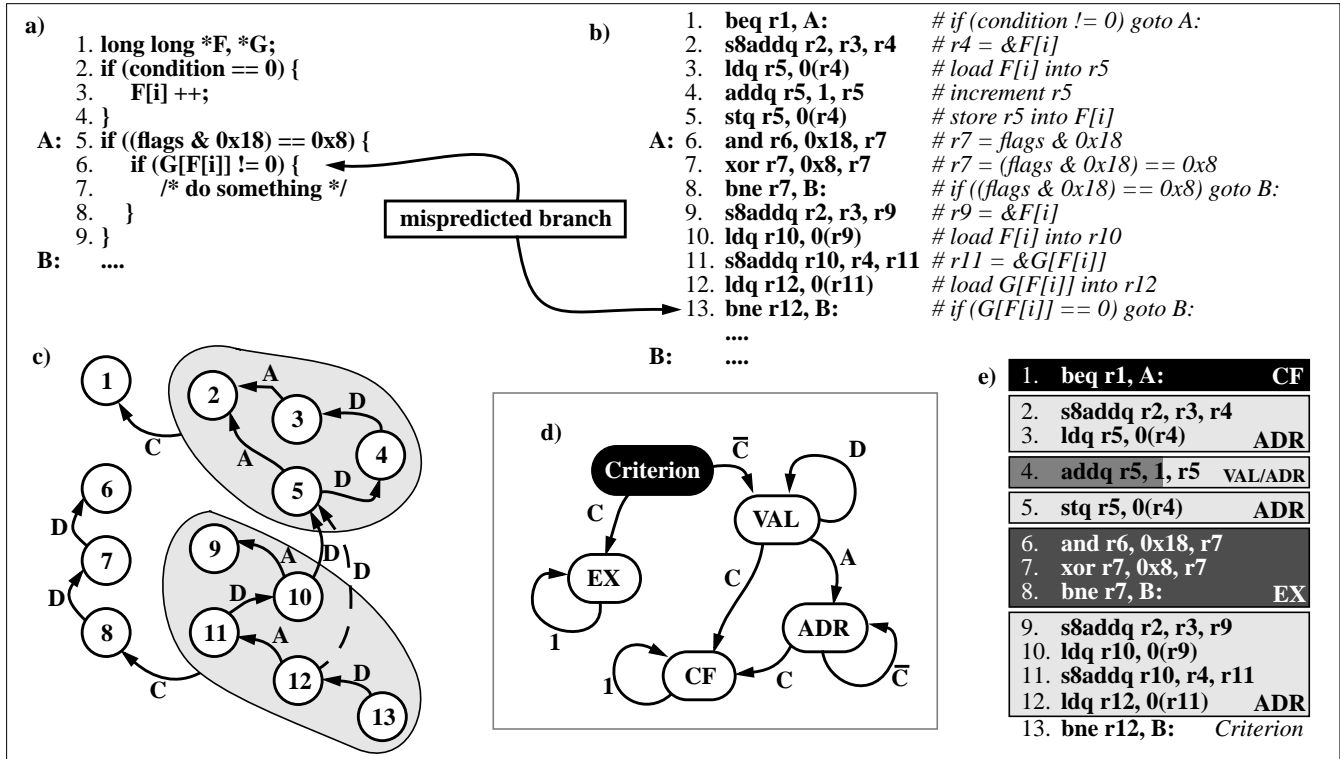 a)
1. long long *F, *G;
2. if (condition == 0) {
3. F[i] ++;
4. }
A: 5. if ((flags & 0x18) == 0x8) {
6. if (G[F[i]] != 0) {
7. /* do something */
8. }
9. }
B: ....
mispredicted branch
b)
1. beq r1, A: # if (condition != 0) goto A:
2. s8addq r2, r3, r4 # r4 = &F[i]
3. ldq r5, 0(r4) # load F[i] into r5
4. addq r5, 1, r5 # increment r5
5. stq r5, 0(r4) # store r5 into F[i]
A: 6. and r6, 0x18, r7 # r7 = flags & 0x18
7. xor r7, 0x8, r7 # r7 = (flags & 0x18) == 0x8
8. bne r7, B: # if ((flags & 0x18) == 0x8) goto B:
9. s8addq r2, r3, r9 # r9 = &F[i]
10. ldq r10, 0(r9) # load F[i] into r10
11. s8addq r10, r4, r11 # r11 = &G[F[i]]
12. ldq r12, 0(r11) # load G[F[i]] into r12
13. bne r12, B: # if (G[F[i]] == 0) goto B:
....
B: ....
c)
1
2
A
3
D
4
C
A
5
D
6
D
7
D
8
C
9
A
D
D
10
D
11
A
12
D
13
d)
Criterion
C̅
D
VAL
C
EX
1
C
A
ADR
C̅
C
CF
1
e)
1. beq r1, A: CF
2. s8addq r2, r3, r4
3. ldq r5, 0(r4) ADR
4. addq r5, 1, r5 VAL/ADR
5. stq r5, 0(r4) ADR
6. and r6, 0x18, r7
7. xor r7, 0x8, r7
8. bne r7, B: EX
9. s8addq r2, r3, r9
10. ldq r10, 0(r9)
11. s8addq r10, r4, r11
12. ldq r12, 0(r11) ADR
13. bne r12, B: Criterion